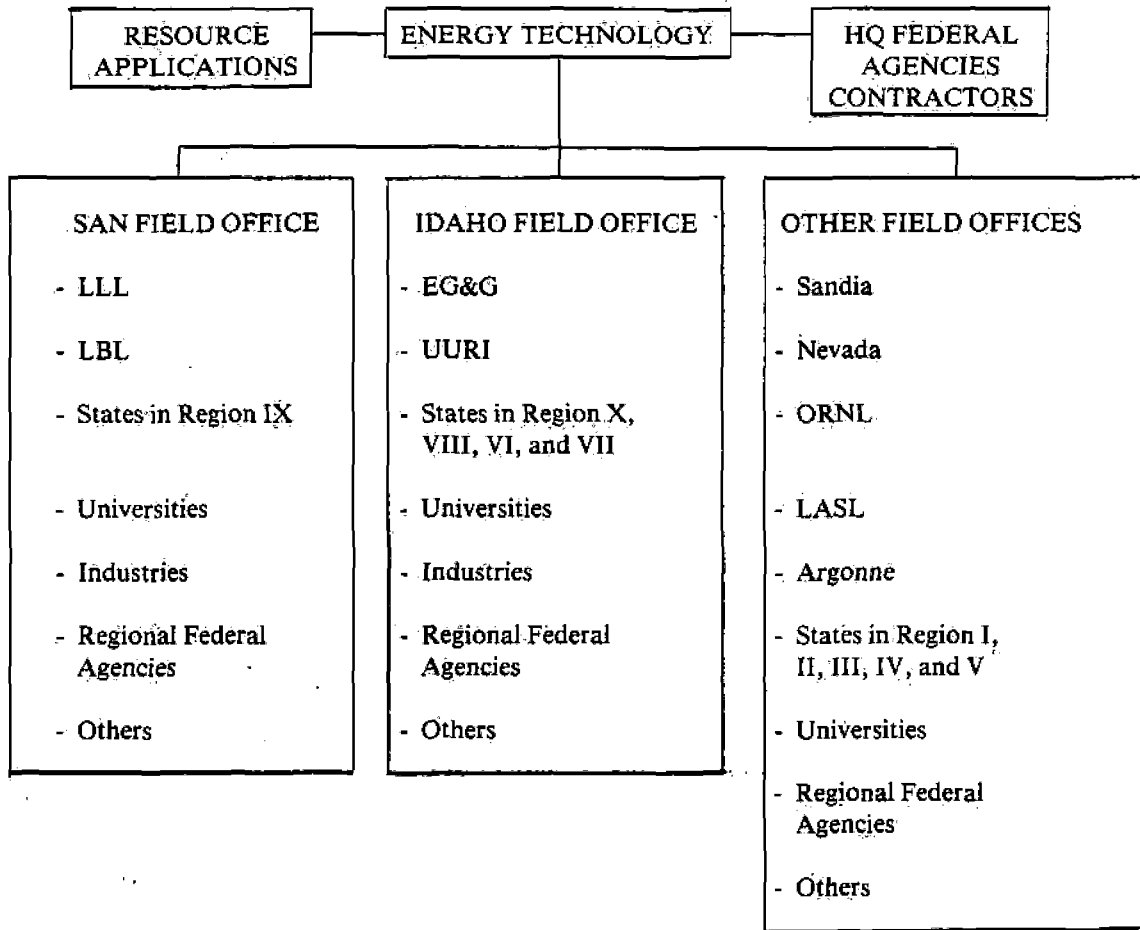 RESOURCE
APPLICATIONS
ENERGY TECHNOLOGY
HQ FEDERAL
AGENCIES
CONTRACTORS
SAN FIELD OFFICE
- LLL
- LBL
- States in Region IX
- Universities
- Industries
- Regional Federal
Agencies
- Others
IDAHO FIELD OFFICE
- EG&G
- UURI
- States in Region X,
VIII, VI, and VII
- Universities
- Industries
- Regional Federal
Agencies
- Others
OTHER FIELD OFFICES
- Sandia
- Nevada
- ORNL
- LASL
- Argonne
- States in Region I,
II, III, IV, and V
- Universities
- Regional Federal
Agencies
- Others